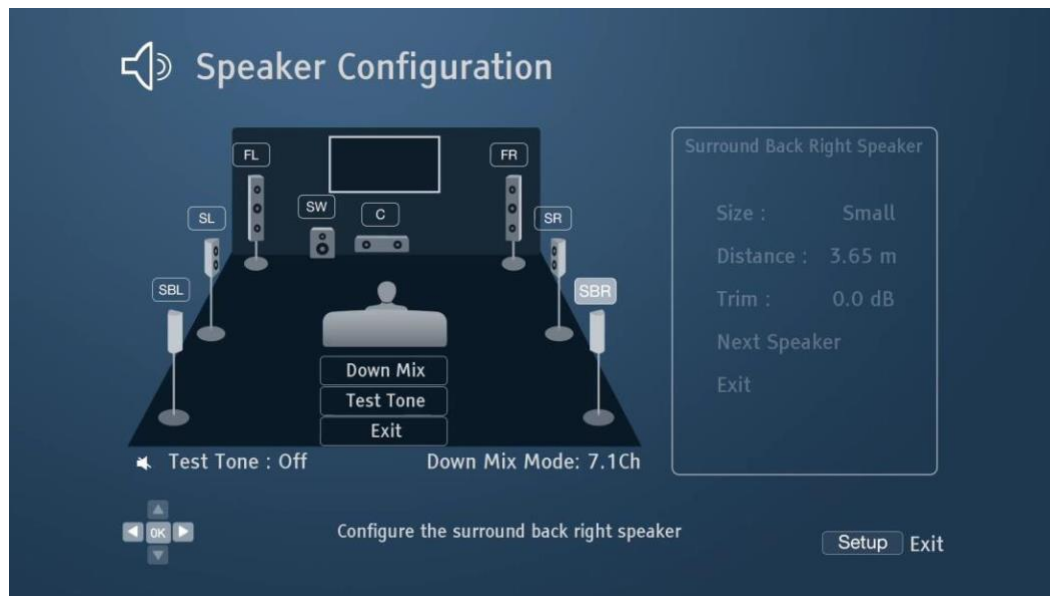 Speaker Configuration
FL
FR
SL
SW
C
SR
SBL
SBR
Down Mix
Test Tone
Exit
Test Tone : Off
Down Mix Mode: 7.1Ch
Surround Back Right Speaker
Size : Small
Distance : 3.65 m
Trim : 0.0 dB
Next Speaker
Exit
OK
Configure the surround back right speaker
Setup Exit